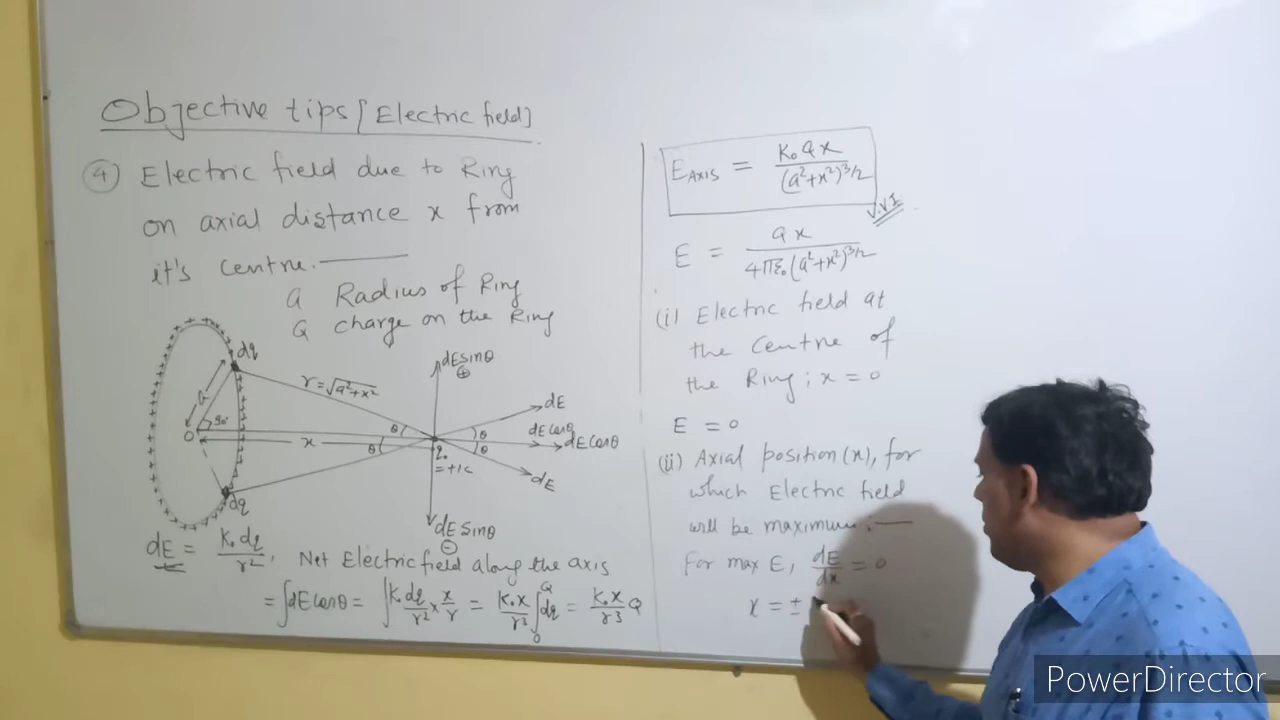 Objective tips [Electric field]
④ Electric field due to Ring
on axial distance x from
it's centre.
a Radius of Ring
Q charge on the Ring
dq
a
90°
O
r = √a²+x²
x
θ
θ
dE sinθ
⊕
dE
dE cosθ
dE cosθ
θ
θ
dE
q₀
= +1C
dq
dE sinθ
⊖
dE = K₀ dq / r² , Net Electric field along the axis
= ∫dE cosθ = ∫K₀ dq/r² × x/r = K₀ x/r³ ∫₀^Q dq = K₀ x/r³ Q
E_AXIS = K₀ Q x / (a²+x²)^3/2
V.V.I
E = Q x / 4πε₀ (a²+x²)^3/2
(i) Electric field at
the centre of
the Ring; x = 0
E = 0
(ii) Axial position (x), for
which Electric field
will be maximum.
For max E, dE/dx = 0
x = ±
PowerDirector